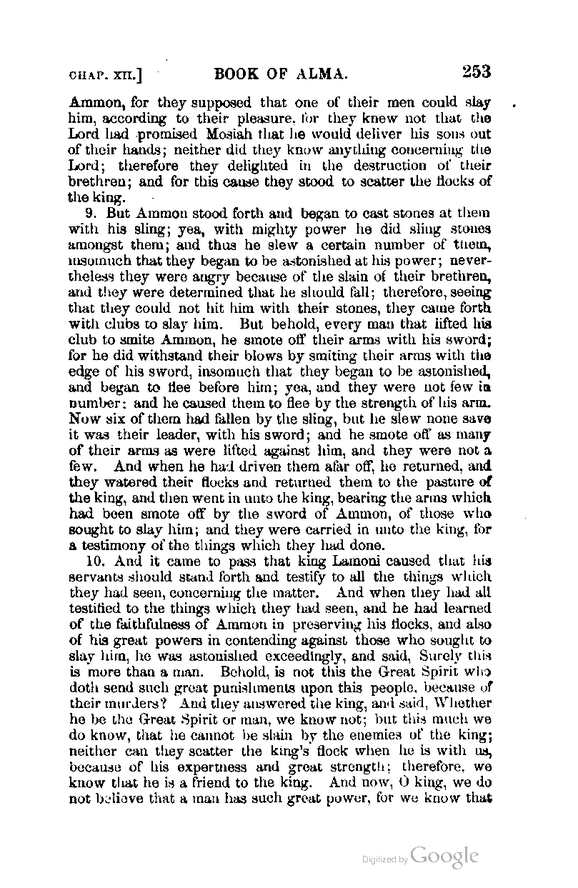 CHAP. XII.] BOOK OF ALMA. 253
Ammon, for they supposed that one of their men could slay
him, according to their pleasure, for they knew not that the
Lord had promised Mosiah that he would deliver his sons out
of their hands; neither did they know anything concerning the
Lord; therefore they delighted in the destruction of their
brethren; and for this cause they stood to scatter the flocks of
the king.
9. But Ammon stood forth and began to cast stones at them
with his sling; yea, with mighty power he did sling stones
amongst them; and thus he slew a certain number of them,
insomuch that they began to be astonished at his power; never-
theless they were angry because of the slain of their brethren,
and they were determined that he should fall; therefore, seeing
that they could not hit him with their stones, they came forth
with clubs to slay him. But behold, every man that lifted his
club to smite Ammon, he smote off their arms with his sword;
for he did withstand their blows by smiting their arms with the
edge of his sword, insomuch that they began to be astonished,
and began to flee before him; yea, and they were not few in
number; and he caused them to flee by the strength of his arm.
Now six of them had fallen by the sling, but he slew none save
it was their leader, with his sword; and he smote off as many
of their arms as were lifted against him, and they were not a
few. And when he had driven them afar off, he returned, and
they watered their flocks and returned them to the pasture of
the king, and then went in unto the king, bearing the arms which
had been smote off by the sword of Ammon, of those who
sought to slay him; and they were carried in unto the king, for
a testimony of the things which they had done.
10. And it came to pass that king Lamoni caused that his
servants should stand forth and testify to all the things which
they had seen, concerning the matter. And when they had all
testified to the things which they had seen, and he had learned
of the faithfulness of Ammon in preserving his flocks, and also
of his great powers in contending against those who sought to
slay him, he was astonished exceedingly, and said, Surely this
is more than a man. Behold, is not this the Great Spirit who
doth send such great punishments upon this people, because of
their murders? And they answered the king, and said, Whether
he be the Great Spirit or man, we know not; but this much we
do know, that he cannot be slain by the enemies of the king;
neither can they scatter the king's flock when he is with us,
because of his expertness and great strength; therefore, we
know that he is a friend to the king. And now, O king, we do
not believe that a man has such great power, for we know that
Digitized by Google